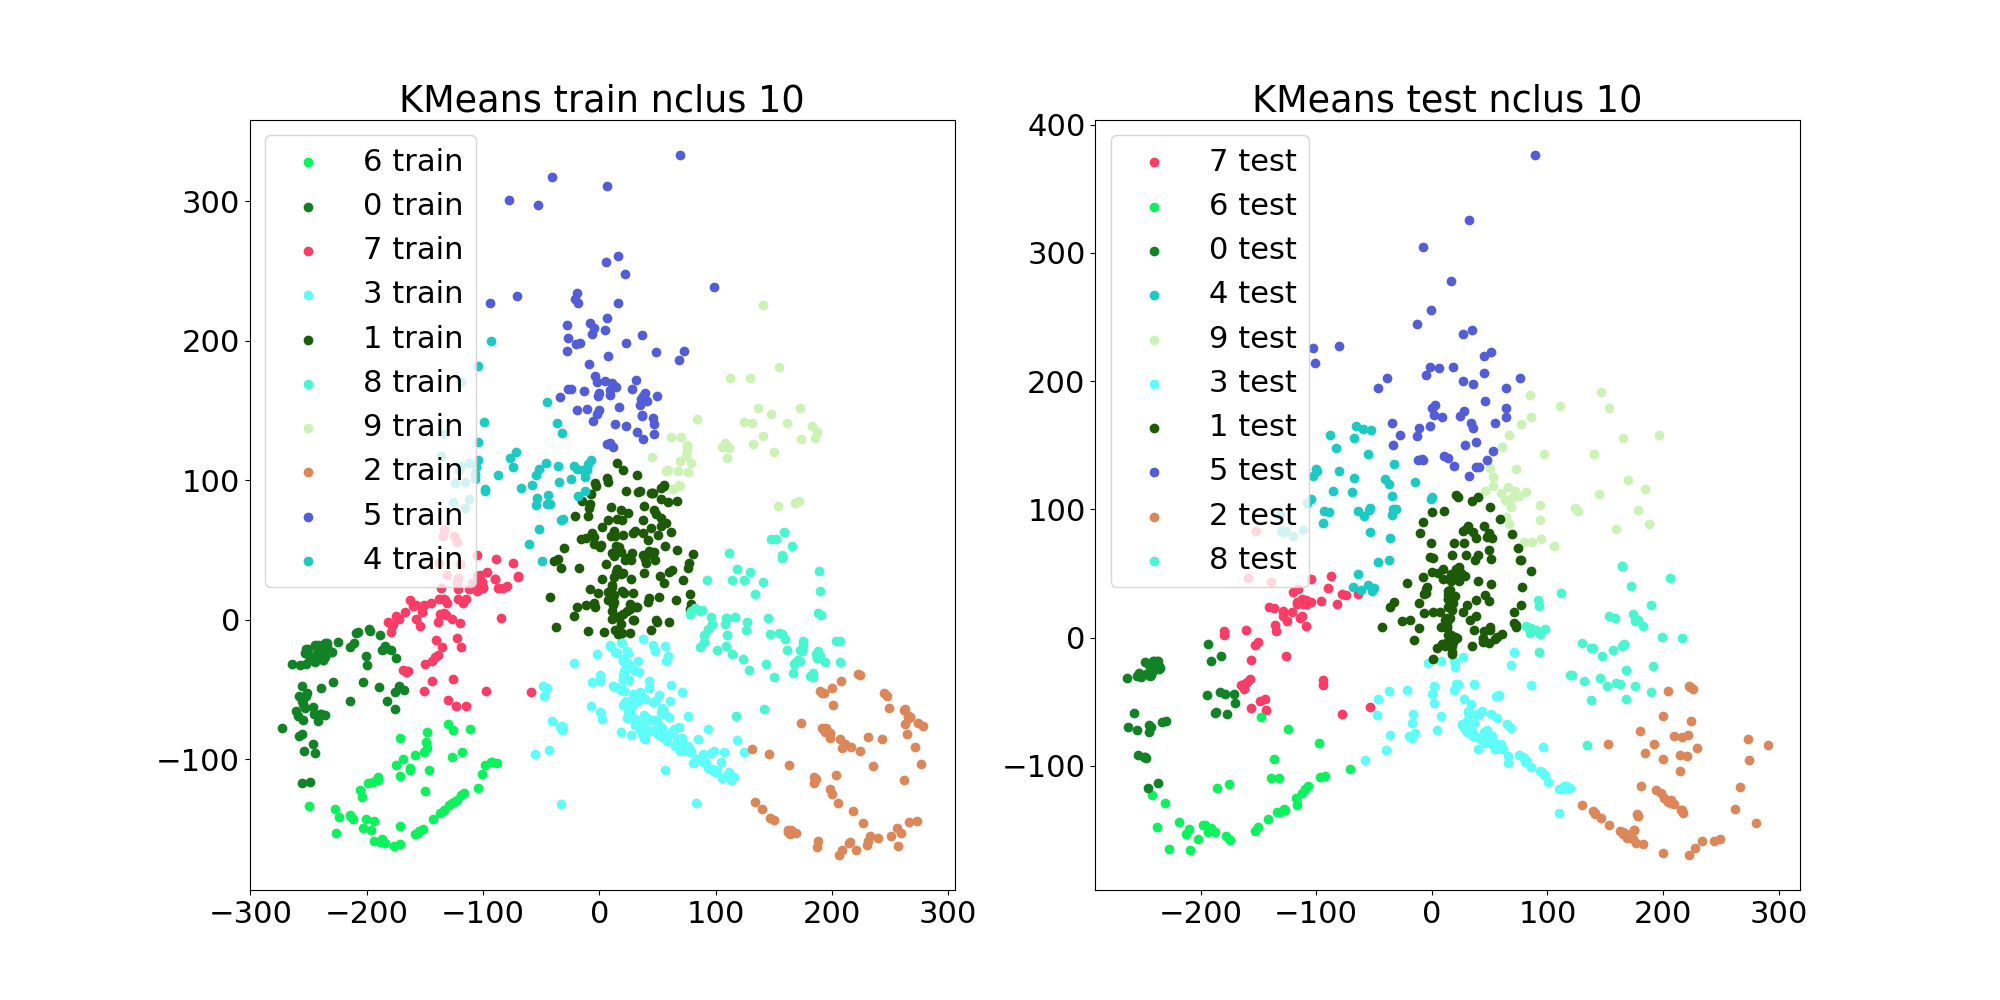 KMeans train nclus 10
300
200
100
0
−100
−300
−200
−100
0
100
200
300
6 train
0 train
7 train
3 train
1 train
8 train
9 train
2 train
5 train
4 train
KMeans test nclus 10
400
300
200
100
0
−100
−200
−100
0
100
200
300
7 test
6 test
0 test
4 test
9 test
3 test
1 test
5 test
2 test
8 test